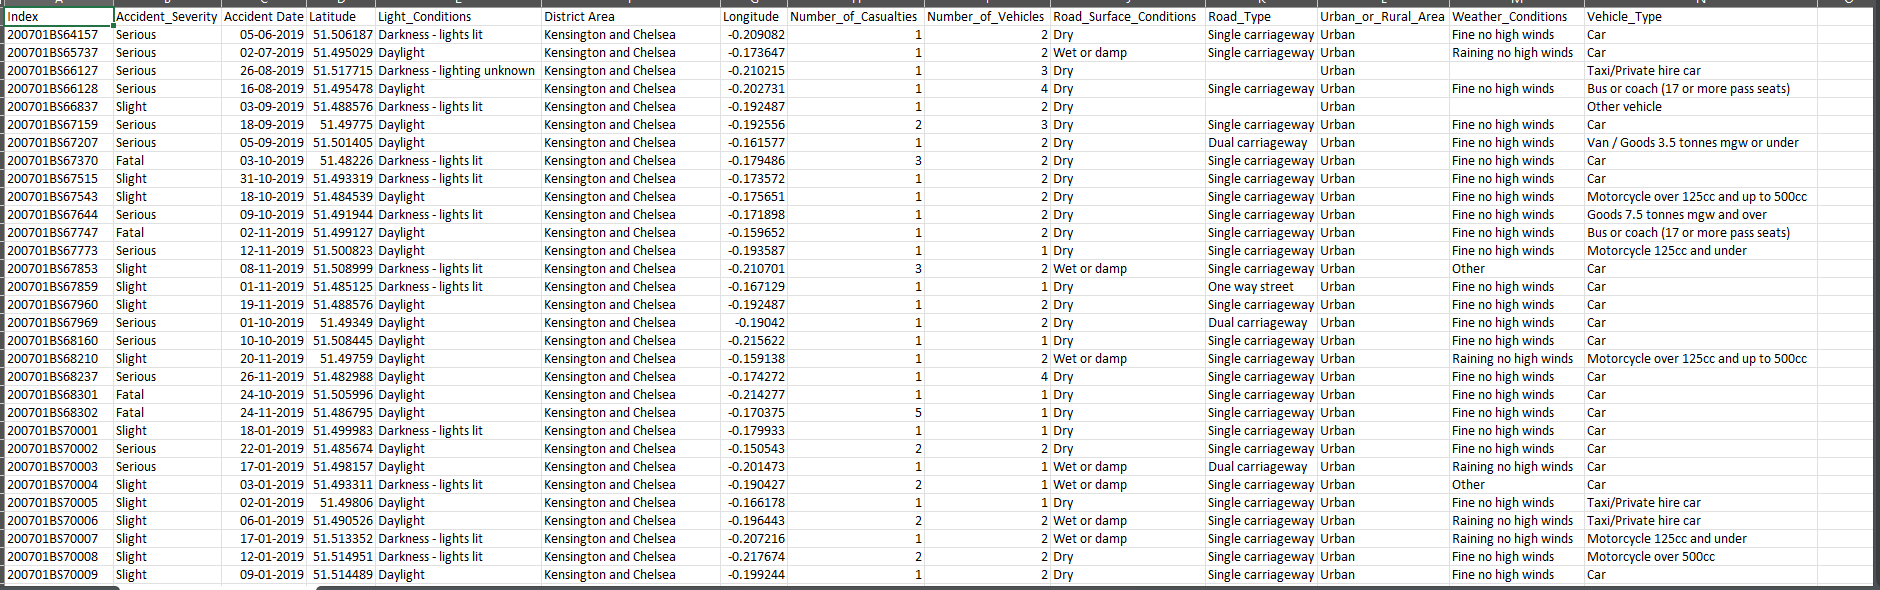 Index Accident_Severity Accident Date Latitude Light_Conditions District Area Longitude Number_of_Casualties Number_of_Vehicles Road_Surface_Conditions Road_Type Urban_or_Rural_Area Weather_Conditions Vehicle_Type
200701BS64157 Serious 05-06-2019 51.506187 Darkness - lights lit Kensington and Chelsea -0.209082 1 2 Dry Single carriageway Urban Fine no high winds Car
200701BS65737 Serious 02-07-2019 51.495029 Daylight Kensington and Chelsea -0.173647 1 2 Wet or damp Single carriageway Urban Raining no high winds Car
200701BS66127 Serious 26-08-2019 51.517715 Darkness - lighting unknown Kensington and Chelsea -0.210215 1 3 Dry Urban Taxi/Private hire car
200701BS66128 Serious 16-08-2019 51.495478 Daylight Kensington and Chelsea -0.202731 1 4 Dry Single carriageway Urban Fine no high winds Bus or coach (17 or more pass seats)
200701BS66837 Slight 03-09-2019 51.488576 Darkness - lights lit Kensington and Chelsea -0.192487 1 2 Dry Urban Other vehicle
200701BS67159 Serious 18-09-2019 51.49775 Daylight Kensington and Chelsea -0.192556 2 3 Dry Single carriageway Urban Fine no high winds Car
200701BS67207 Serious 05-09-2019 51.501405 Daylight Kensington and Chelsea -0.161577 1 2 Dry Dual carriageway Urban Fine no high winds Van / Goods 3.5 tonnes mgw or under
200701BS67370 Fatal 03-10-2019 51.48226 Darkness - lights lit Kensington and Chelsea -0.179486 3 2 Dry Single carriageway Urban Fine no high winds Car
200701BS67515 Slight 31-10-2019 51.493319 Darkness - lights lit Kensington and Chelsea -0.173572 1 2 Dry Single carriageway Urban Fine no high winds Car
200701BS67543 Slight 18-10-2019 51.484539 Daylight Kensington and Chelsea -0.175651 1 2 Dry Single carriageway Urban Fine no high winds Motorcycle over 125cc and up to 500cc
200701BS67644 Serious 09-10-2019 51.491944 Darkness - lights lit Kensington and Chelsea -0.171898 1 2 Dry Single carriageway Urban Fine no high winds Goods 7.5 tonnes mgw and over
200701BS67747 Fatal 02-11-2019 51.499127 Daylight Kensington and Chelsea -0.159652 1 2 Dry Single carriageway Urban Fine no high winds Bus or coach (17 or more pass seats)
200701BS67773 Serious 12-11-2019 51.500823 Daylight Kensington and Chelsea -0.193587 1 1 Dry Single carriageway Urban Fine no high winds Motorcycle 125cc and under
200701BS67853 Slight 08-11-2019 51.508999 Darkness - lights lit Kensington and Chelsea -0.210701 3 2 Wet or damp Single carriageway Urban Other Car
200701BS67859 Slight 01-11-2019 51.485125 Darkness - lights lit Kensington and Chelsea -0.167129 1 1 Dry One way street Urban Fine no high winds Car
200701BS67960 Slight 19-11-2019 51.488576 Daylight Kensington and Chelsea -0.192487 1 2 Dry Single carriageway Urban Fine no high winds Car
200701BS67969 Serious 01-10-2019 51.49349 Daylight Kensington and Chelsea -0.19042 1 2 Dry Dual carriageway Urban Fine no high winds Car
200701BS68160 Serious 10-10-2019 51.508445 Daylight Kensington and Chelsea -0.215622 1 1 Dry Single carriageway Urban Fine no high winds Car
200701BS68210 Slight 20-11-2019 51.49759 Daylight Kensington and Chelsea -0.159138 1 2 Wet or damp Single carriageway Urban Raining no high winds Motorcycle over 125cc and up to 500cc
200701BS68237 Serious 26-11-2019 51.482988 Daylight Kensington and Chelsea -0.174272 1 4 Dry Single carriageway Urban Fine no high winds Car
200701BS68301 Fatal 24-10-2019 51.505996 Daylight Kensington and Chelsea -0.214277 1 1 Dry Single carriageway Urban Fine no high winds Car
200701BS68302 Fatal 24-11-2019 51.486795 Daylight Kensington and Chelsea -0.170375 5 1 Dry Single carriageway Urban Fine no high winds Car
200701BS70001 Slight 18-01-2019 51.499983 Darkness - lights lit Kensington and Chelsea -0.179933 1 1 Dry Single carriageway Urban Fine no high winds Car
200701BS70002 Serious 22-01-2019 51.485674 Daylight Kensington and Chelsea -0.150543 2 2 Dry Single carriageway Urban Fine no high winds Car
200701BS70003 Serious 17-01-2019 51.498157 Daylight Kensington and Chelsea -0.201473 1 1 Wet or damp Dual carriageway Urban Raining no high winds Car
200701BS70004 Slight 03-01-2019 51.493311 Darkness - lights lit Kensington and Chelsea -0.190427 2 1 Wet or damp Single carriageway Urban Other Car
200701BS70005 Slight 02-01-2019 51.49806 Daylight Kensington and Chelsea -0.166178 1 1 Dry Single carriageway Urban Fine no high winds Taxi/Private hire car
200701BS70006 Slight 06-01-2019 51.490526 Daylight Kensington and Chelsea -0.196443 2 2 Wet or damp Single carriageway Urban Raining no high winds Taxi/Private hire car
200701BS70007 Slight 17-01-2019 51.513352 Darkness - lights lit Kensington and Chelsea -0.207216 1 2 Wet or damp Single carriageway Urban Raining no high winds Motorcycle 125cc and under
200701BS70008 Slight 12-01-2019 51.514951 Darkness - lights lit Kensington and Chelsea -0.217674 2 2 Dry Single carriageway Urban Fine no high winds Motorcycle over 500cc
200701BS70009 Slight 09-01-2019 51.514489 Daylight Kensington and Chelsea -0.199244 1 2 Dry Single carriageway Urban Fine no high winds Car